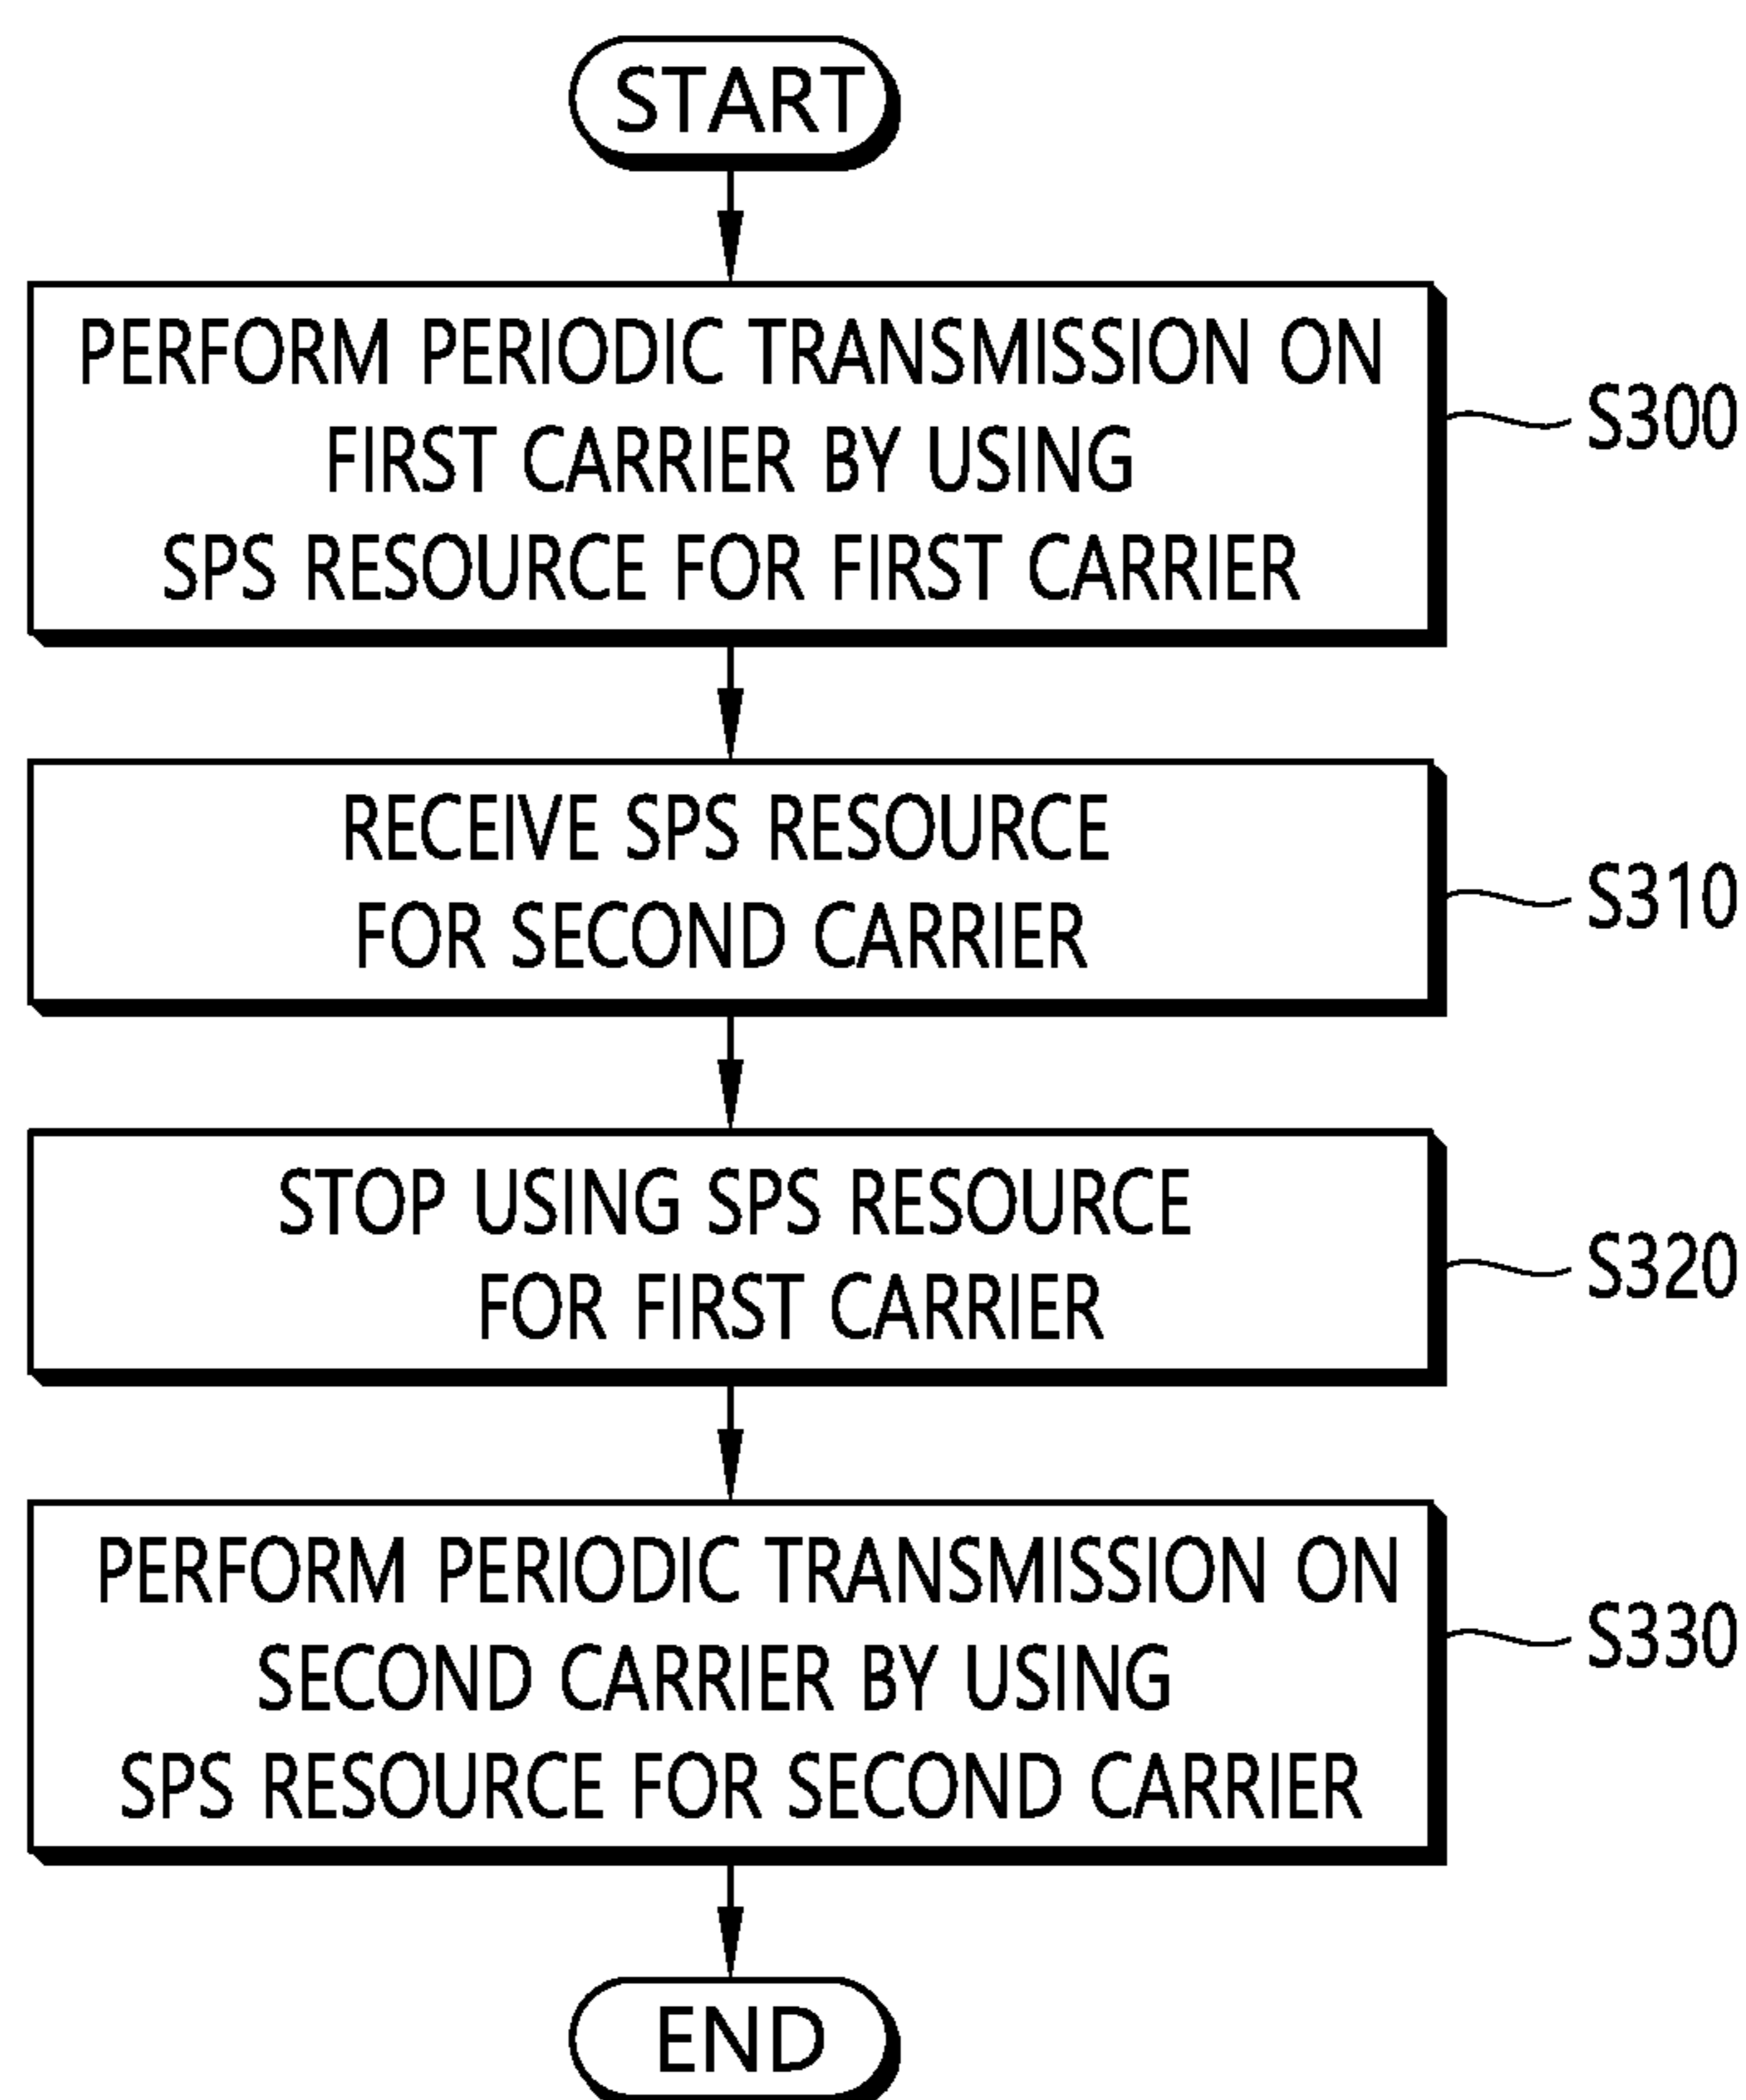 START
PERFORM PERIODIC TRANSMISSION ON
FIRST CARRIER BY USING
SPS RESOURCE FOR FIRST CARRIER
S300
RECEIVE SPS RESOURCE
FOR SECOND CARRIER
S310
STOP USING SPS RESOURCE
FOR FIRST CARRIER
S320
PERFORM PERIODIC TRANSMISSION ON
SECOND CARRIER BY USING
SPS RESOURCE FOR SECOND CARRIER
S330
END